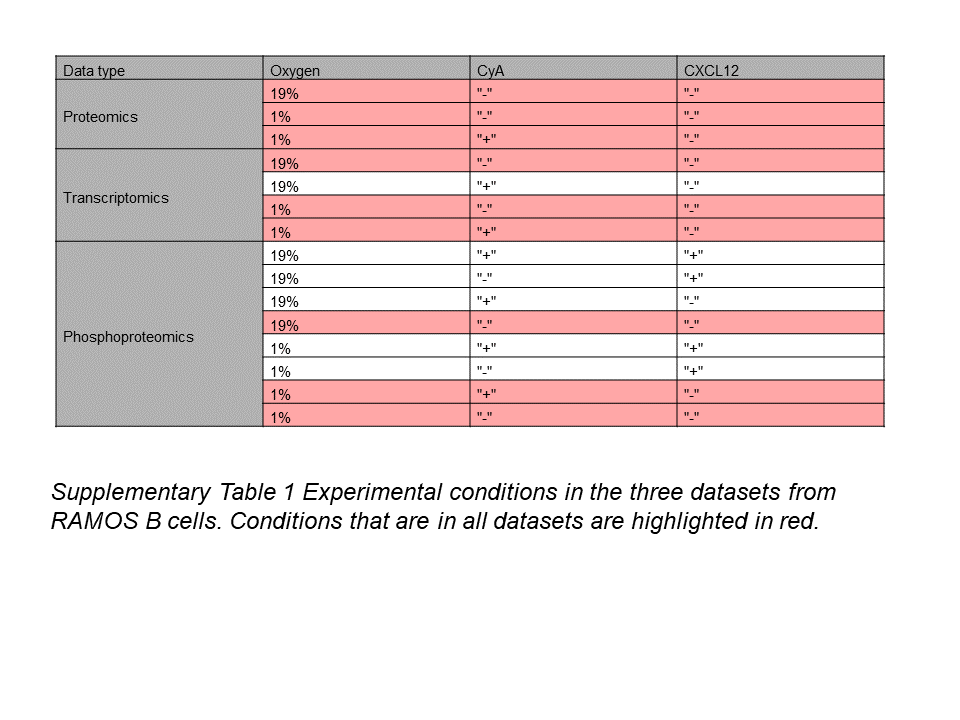 Data type Oxygen CyA CXCL12
19% "-" "-"
Proteomics 1% "-" "-"
1% "+" "-"
19% "-" "-"
19% "+" "-"
Transcriptomics
1% "-" "-"
1% "+" "-"
19% "+" "+"
19% "-" "+"
19% "+" "-"
19% "-" "-"
Phosphoproteomics
1% "+" "+"
1% "-" "+"
1% "+" "-"
1% "-" "-"
Supplementary Table 1 Experimental conditions in the three datasets from
RAMOS B cells. Conditions that are in all datasets are highlighted in red.